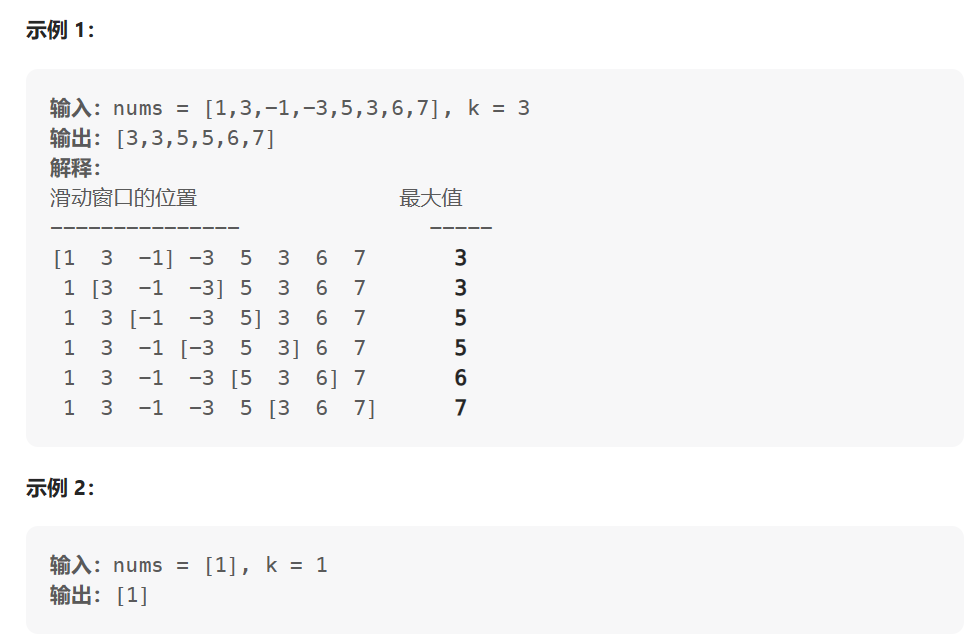 示例 1：
输入：nums = [1,3,-1,-3,5,3,6,7], k = 3
输出：[3,3,5,5,6,7]
解释：
滑动窗口的位置                最大值
---------------               -----
[1  3  -1] -3  5  3  6  7       3
 1 [3  -1  -3] 5  3  6  7       3
 1  3 [-1  -3  5] 3  6  7       5
 1  3  -1 [-3  5  3] 6  7       5
 1  3  -1  -3 [5  3  6] 7       6
 1  3  -1  -3  5 [3  6  7]      7
示例 2：
输入：nums = [1], k = 1
输出：[1]